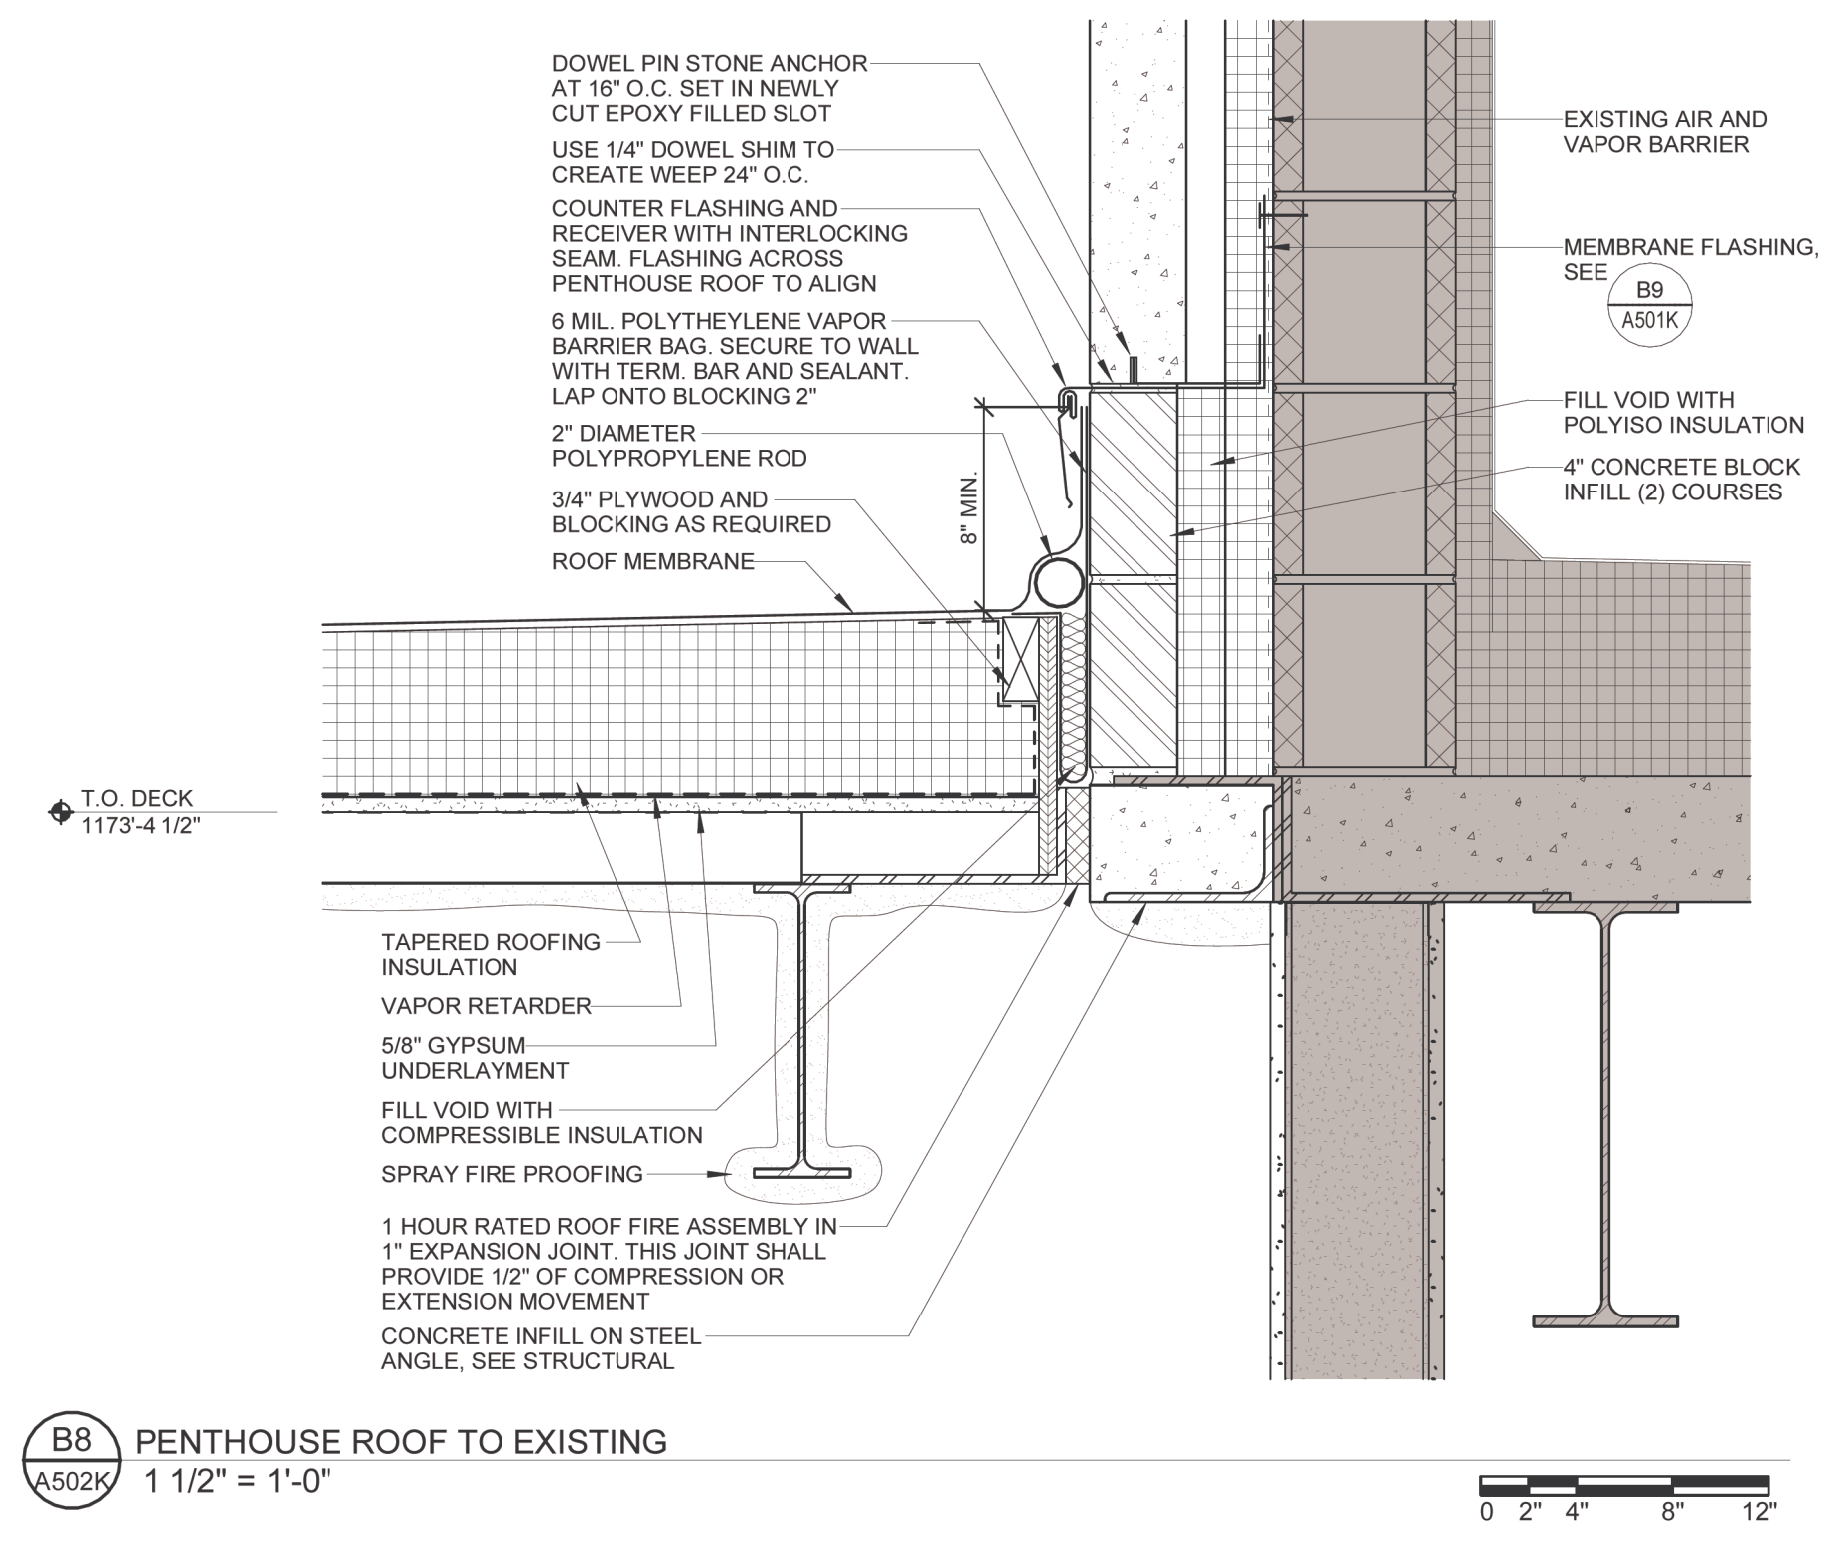 DOWEL PIN STONE ANCHOR
AT 16" O.C. SET IN NEWLY
CUT EPOXY FILLED SLOT
USE 1/4" DOWEL SHIM TO
CREATE WEEP 24" O.C.
COUNTER FLASHING AND
RECEIVER WITH INTERLOCKING
SEAM. FLASHING ACROSS
PENTHOUSE ROOF TO ALIGN
6 MIL. POLYTHEYLENE VAPOR
BARRIER BAG. SECURE TO WALL
WITH TERM. BAR AND SEALANT.
LAP ONTO BLOCKING 2"
2" DIAMETER
POLYPROPYLENE ROD
3/4" PLYWOOD AND
BLOCKING AS REQUIRED
ROOF MEMBRANE
8" MIN.
EXISTING AIR AND
VAPOR BARRIER
MEMBRANE FLASHING,
SEE
B9
A501K
FILL VOID WITH
POLYISO INSULATION
4" CONCRETE BLOCK
INFILL (2) COURSES
T.O. DECK
1173'-4 1/2"
TAPERED ROOFING
INSULATION
VAPOR RETARDER
5/8" GYPSUM
UNDERLAYMENT
FILL VOID WITH
COMPRESSIBLE INSULATION
SPRAY FIRE PROOFING
1 HOUR RATED ROOF FIRE ASSEMBLY IN
1" EXPANSION JOINT. THIS JOINT SHALL
PROVIDE 1/2" OF COMPRESSION OR
EXTENSION MOVEMENT
CONCRETE INFILL ON STEEL
ANGLE, SEE STRUCTURAL
B8
A502K
PENTHOUSE ROOF TO EXISTING
1 1/2" = 1'-0"
0 2" 4" 8" 12"